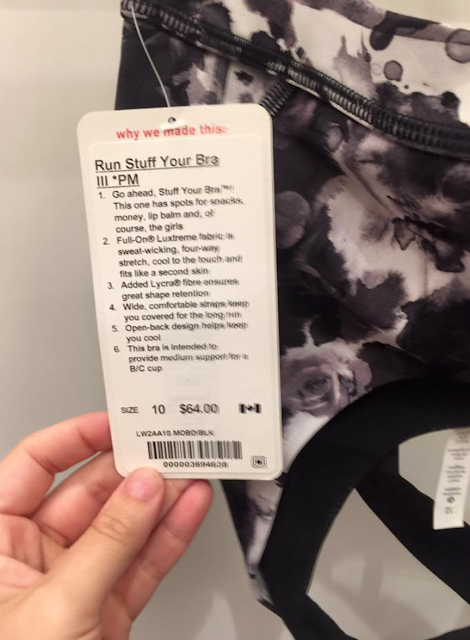 why we made this:
Run Stuff Your Bra
III *PM
1. Go ahead, Stuff Your Bra™!
This one has spots for snacks,
money, lip balm and, of
course, the girls
2. Full-On® Luxtreme fabric is
sweat-wicking, four-way
stretch, cool to the touch and
fits like a second skin
3. Added Lycra® fibre ensures
great shape retention
4. Wide, comfortable straps keep
you covered for the long run
5. Open-back design helps keep
you cool
6. This bra is intended to
provide medium support for a
B/C cup
SIZE 10 $64.00
LW2AA1S MOBD/BLK
000003694638